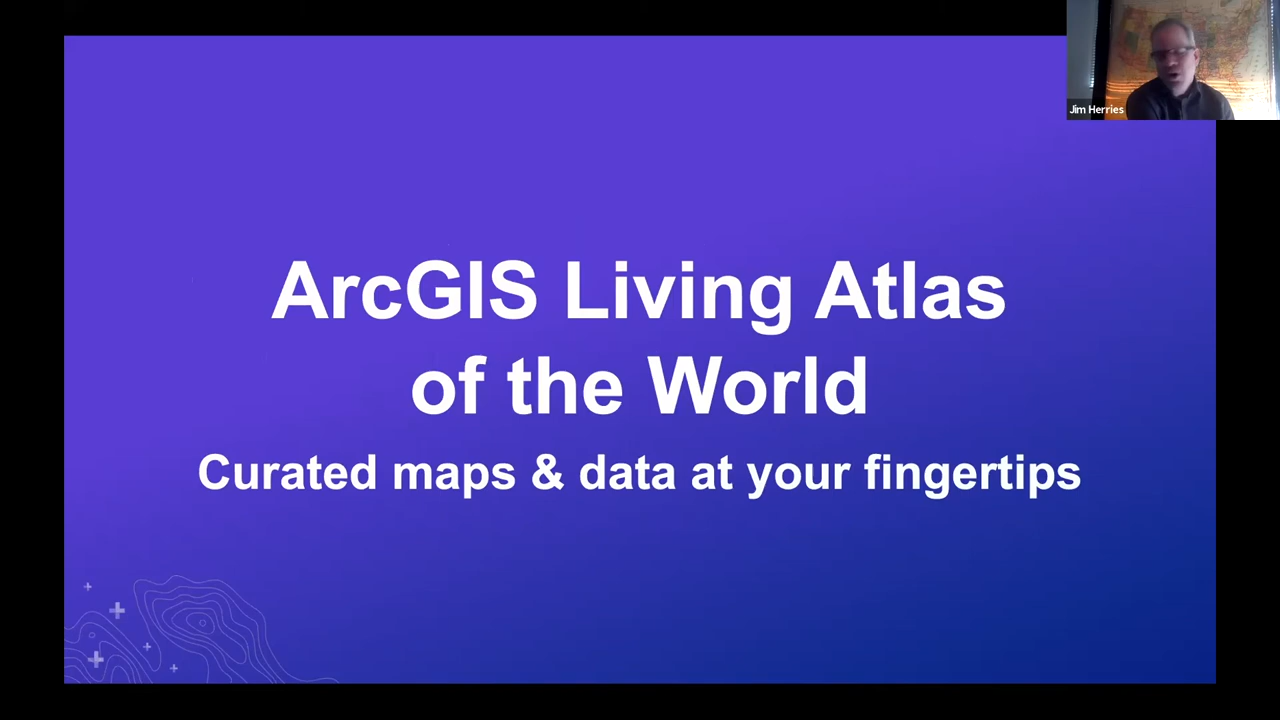 Jim Herries
ArcGIS Living Atlas
of the World
Curated maps & data at your fingertips